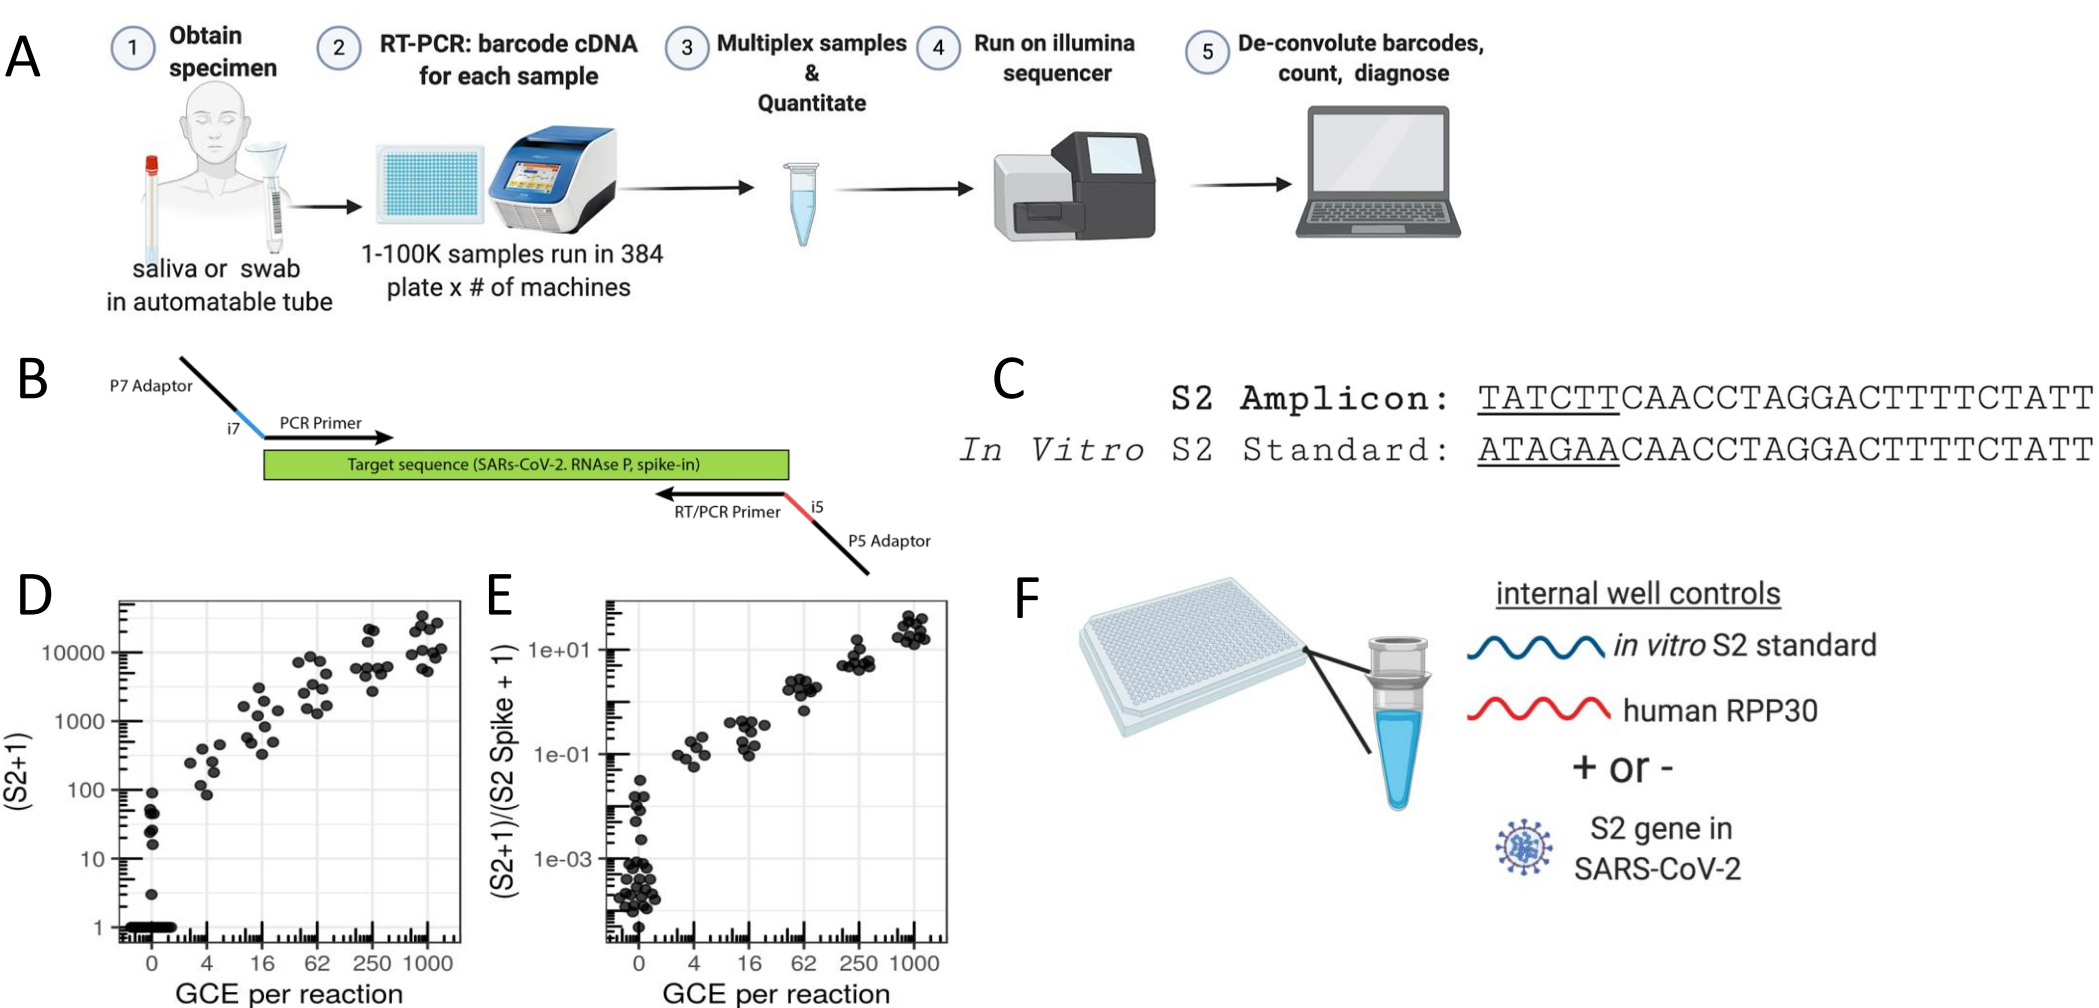 A
1
Obtain
specimen
2
RT-PCR: barcode cDNA
for each sample
3
Multiplex samples
&
Quantitate
4
Run on illumina
sequencer
5
De-convolute barcodes,
count, diagnose
saliva or swab
in automatable tube
1-100K samples run in 384
plate x # of machines
B
P7 Adaptor
i7
PCR Primer
Target sequence (SARs-CoV-2. RNAse P, spike-in)
RT/PCR Primer
i5
P5 Adaptor
C
S2 Amplicon: TATCTTCAACCTAGGACTTTTCTATT
In Vitro S2 Standard: ATAGAACAACCTAGGACTTTTCTATT
D
(S2+1)
10000
1000
100
10
1
0 4 16 62 250 1000
GCE per reaction
E
(S2+1)/(S2 Spike + 1)
1e+01
1e-01
1e-03
0 4 16 62 250 1000
GCE per reaction
F
internal well controls
in vitro S2 standard
human RPP30
+ or -
S2 gene in
SARS-CoV-2